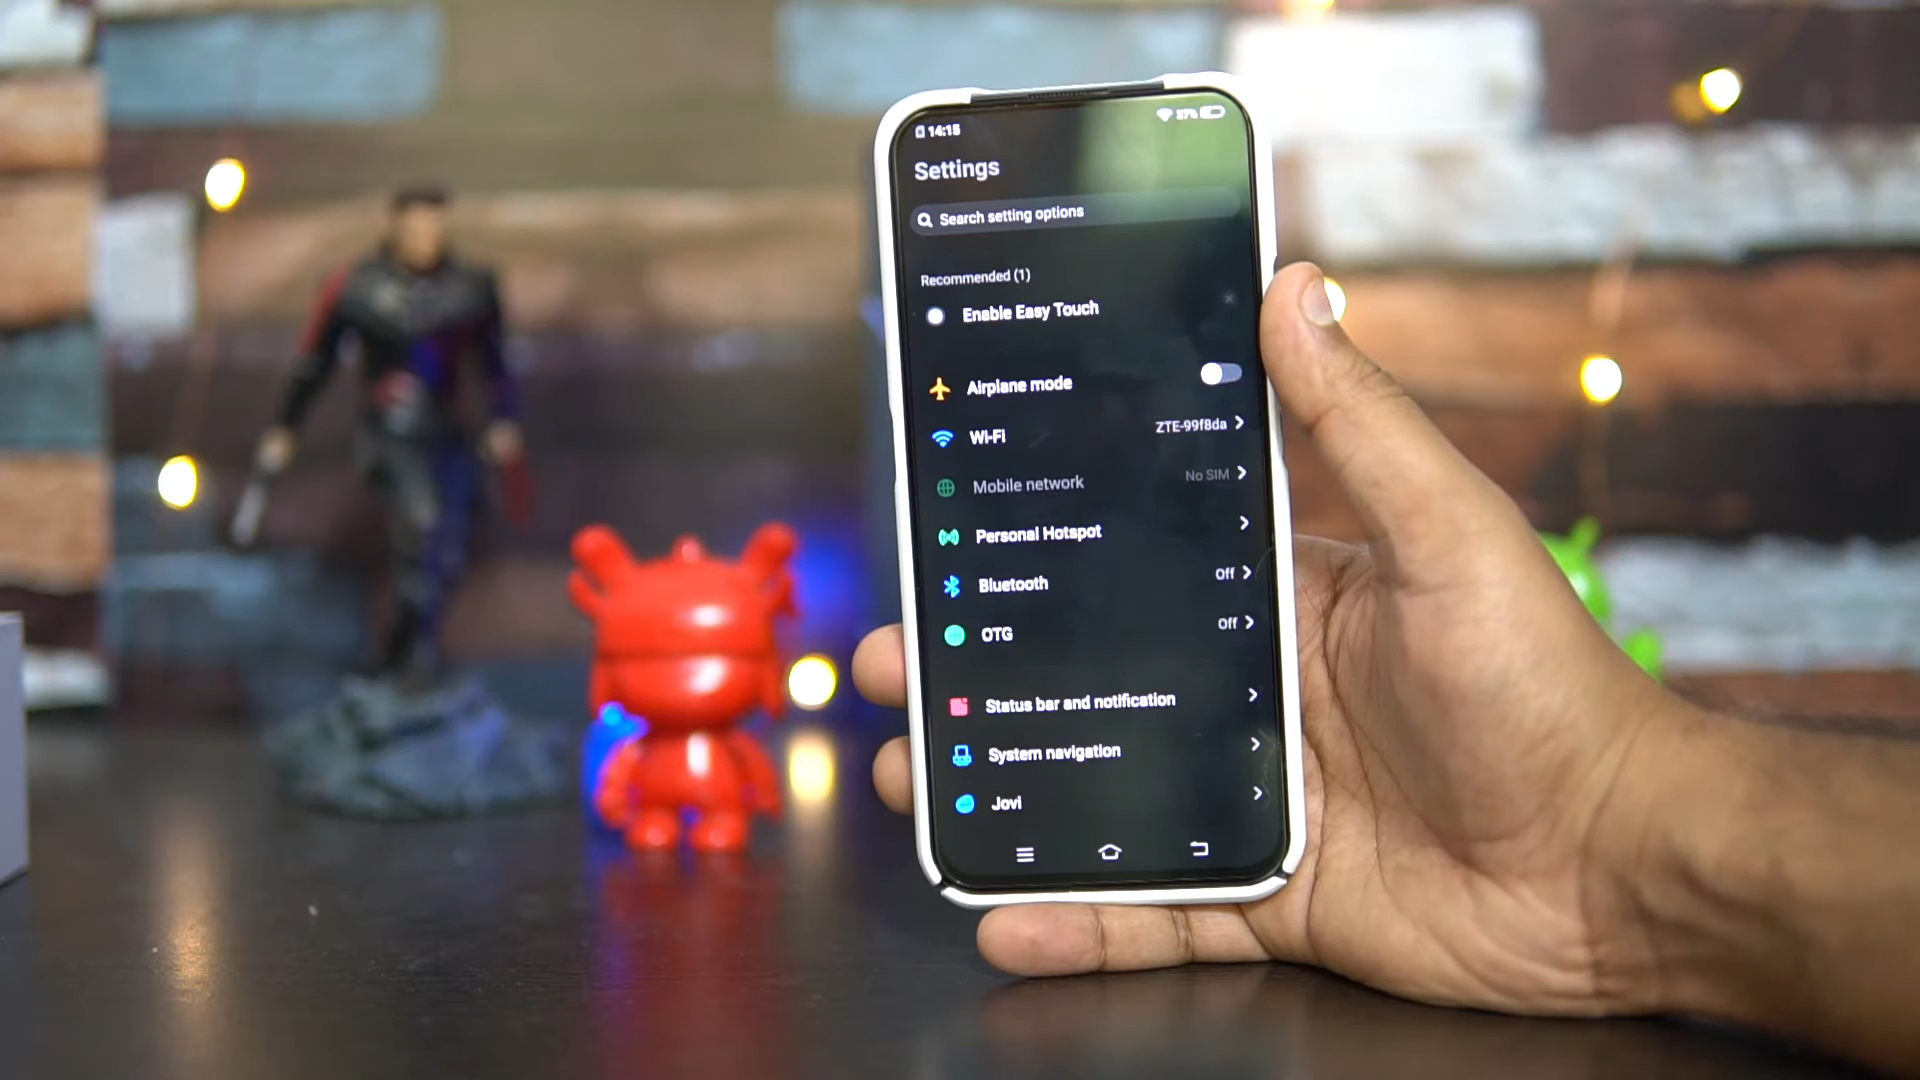 14:15 37%
Settings
Search setting options
Recommended (1)
Enable Easy Touch
Airplane mode
Wi-Fi ZTE-99f8da
Mobile network No SIM
Personal Hotspot
Bluetooth Off
OTG Off
Status bar and notification
System navigation
Jovi